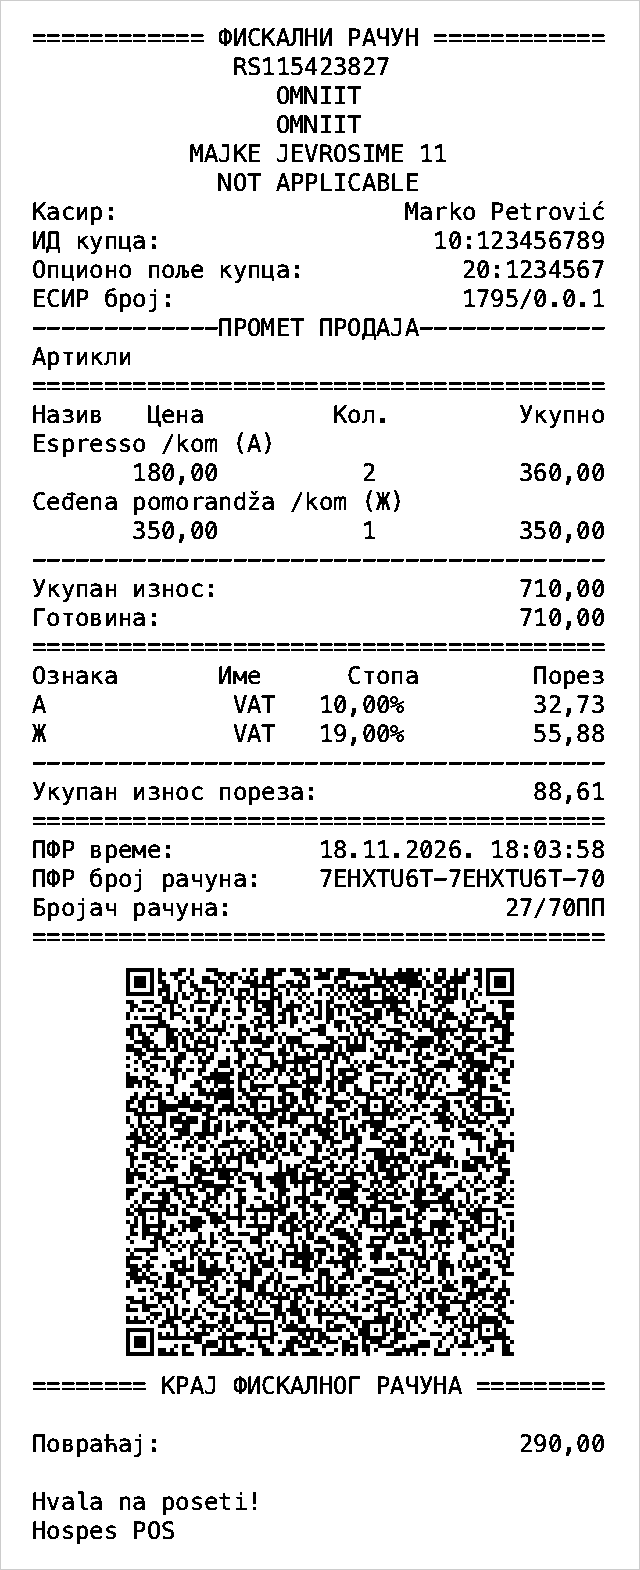 ============ ФИСКАЛНИ РАЧУН ============
RS115423827
OMNIIT
OMNIIT
MAJKE JEVROSIME 11
NOT APPLICABLE
Касир: Marko Petrović
ИД купца: 10:123456789
Опционо поље купца: 20:1234567
ЕСИР број: 1795/0.0.1
-------------ПРОМЕТ ПРОДАЈА-------------
Артикли
========================================
Назив Цена Кол. Укупно
Espresso /kom (А)
180,00 2 360,00
Ceđena pomorandža /kom (Ж)
350,00 1 350,00
----------------------------------------
Укупан износ: 710,00
Готовина: 710,00
========================================
Ознака Име Стопа Порез
А VAT 10,00% 32,73
Ж VAT 19,00% 55,88
----------------------------------------
Укупан износ пореза: 88,61
========================================
ПФР време: 18.11.2026. 18:03:58
ПФР број рачуна: 7EHXTU6T-7EHXTU6T-70
Бројач рачуна: 27/70ПП
========================================
======== КРАЈ ФИСКАЛНОГ РАЧУНА =========
Повраћај: 290,00
Hvala na poseti!
Hospes POS